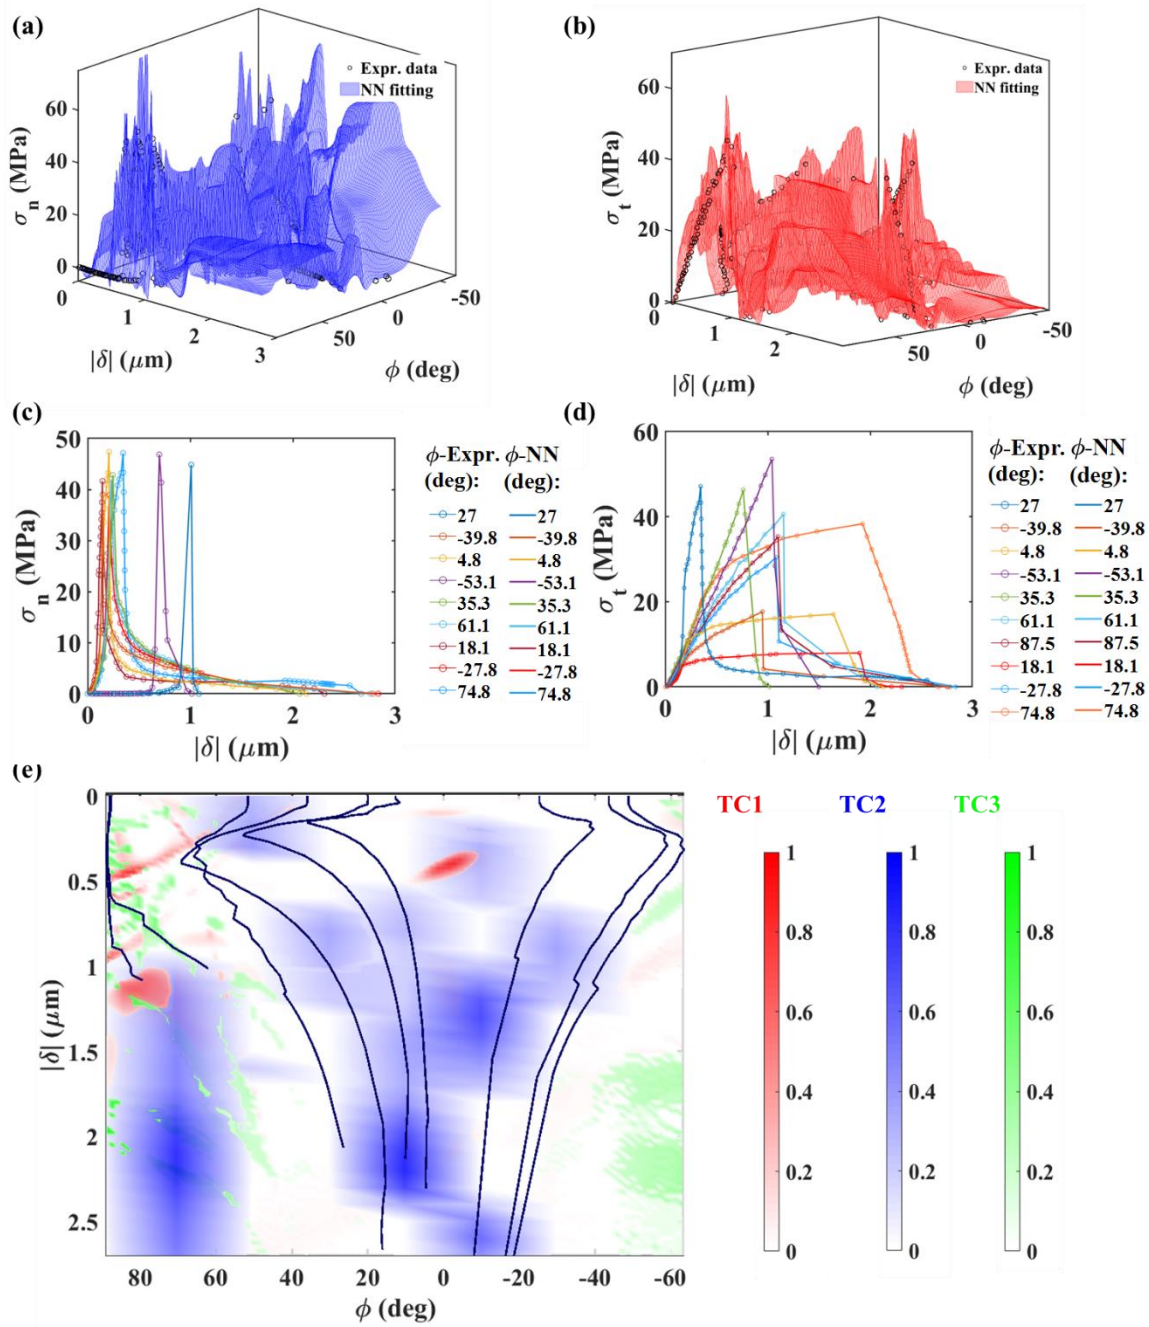 (a)
Expr. data
NN fitting
σn (MPa)
60
40
20
0
0
1
2
3
|δ| (μm)
50
0
-50
ϕ (deg)
(b)
Expr. data
NN fitting
σt (MPa)
60
50
40
30
20
10
0
0
1
2
|δ| (μm)
50
0
-50
ϕ (deg)
(c)
σn (MPa)
50
40
30
20
10
0
0 1 2 3
|δ| (μm)
ϕ-Expr. ϕ-NN
(deg): (deg):
27 27
-39.8 -39.8
4.8 4.8
-53.1 -53.1
35.3 35.3
61.1 61.1
18.1 18.1
-27.8 -27.8
74.8 74.8
(d)
σt (MPa)
60
40
20
0
0 1 2 3
|δ| (μm)
ϕ-Expr. ϕ-NN
(deg): (deg):
27 27
-39.8 -39.8
4.8 4.8
-53.1 -53.1
35.3 35.3
61.1 61.1
87.5 87.5
18.1 18.1
-27.8 -27.8
74.8 74.8
(e)
|δ| (μm)
0
0.5
1
1.5
2
2.5
80 60 40 20 0 -20 -40 -60
ϕ (deg)
TC1 TC2 TC3
1 1 1
0.8 0.8 0.8
0.6 0.6 0.6
0.4 0.4 0.4
0.2 0.2 0.2
0 0 0